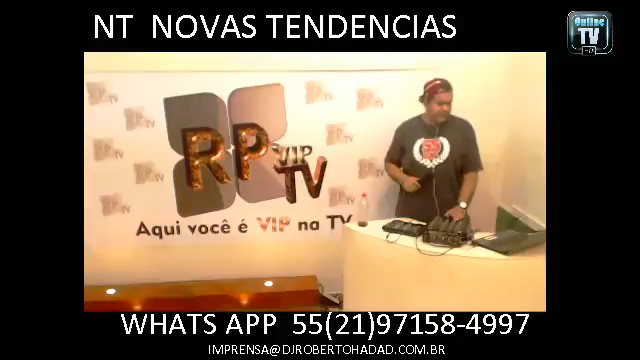 NT NOVAS TENDENCIAS
Online
TV
HD
RP VIP
TV
Aqui você é VIP na TV
WHATS APP 55(21)97158-4997
IMPRENSA@DJROBERTOHADAD.COM.BR